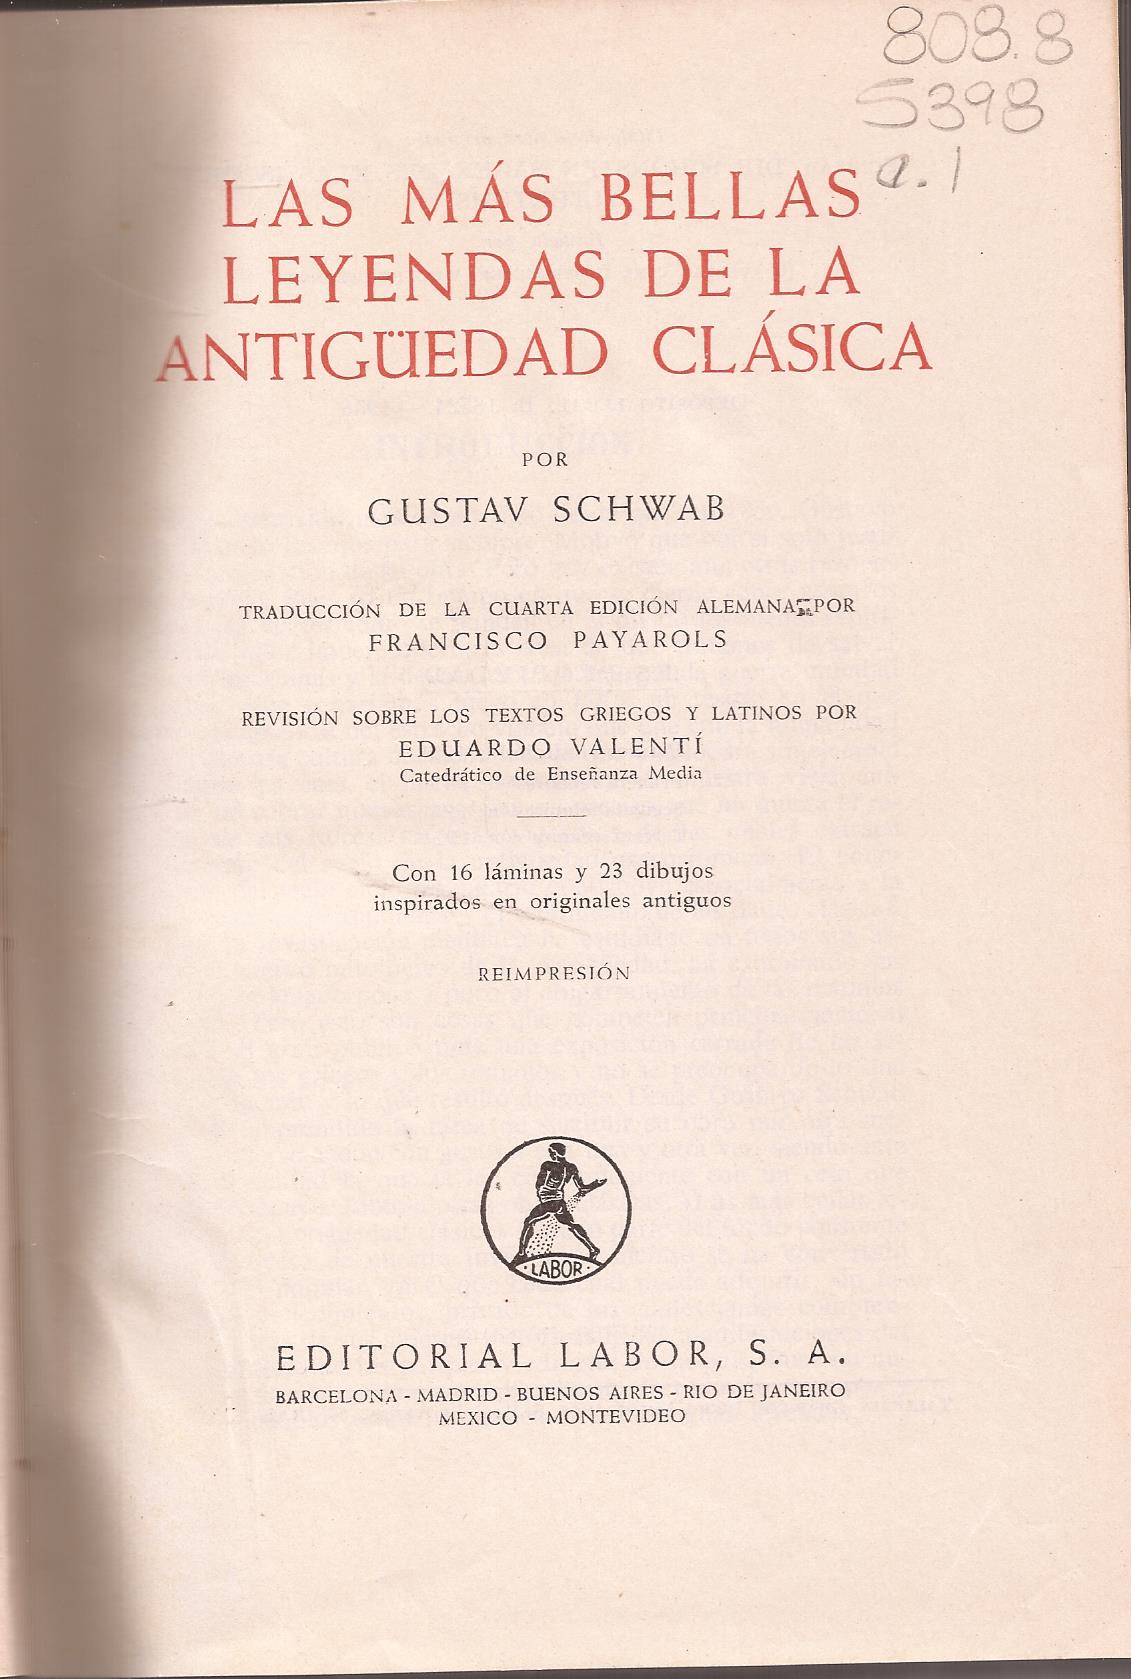 808.8
S398
a.1
LAS MÁS BELLAS
LEYENDAS DE LA
ANTIGÜEDAD CLÁSICA
POR
GUSTAV SCHWAB
TRADUCCIÓN DE LA CUARTA EDICIÓN ALEMANA POR
FRANCISCO PAYAROLS
REVISIÓN SOBRE LOS TEXTOS GRIEGOS Y LATINOS POR
EDUARDO VALENTÍ
Catedrático de Enseñanza Media
Con 16 láminas y 23 dibujos
inspirados en originales antiguos
REIMPRESIÓN
·LABOR·
EDITORIAL LABOR, S. A.
BARCELONA - MADRID - BUENOS AIRES - RIO DE JANEIRO
MEXICO - MONTEVIDEO